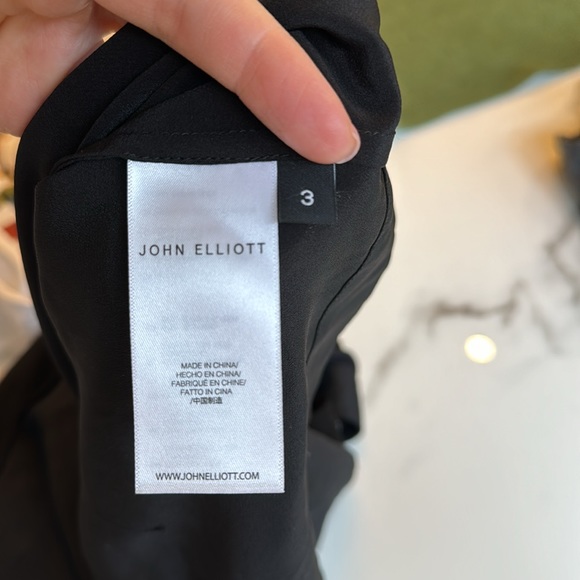 3
JOHN ELLIOTT
MADE IN CHINA/
HECHO EN CHINA/
FABRIQUÉ EN CHINE/
FATTO IN CINA
/中国制造
WWW.JOHNELLIOTT.COM